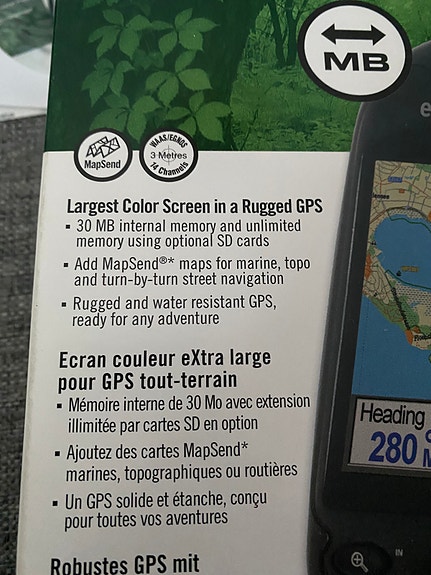 MB
MapSend
WAAS/EGNOS
3 Metres
14 Channels
Largest Color Screen in a Rugged GPS
▪ 30 MB internal memory and unlimited
memory using optional SD cards
▪ Add MapSend®* maps for marine, topo
and turn-by-turn street navigation
▪ Rugged and water resistant GPS,
ready for any adventure
Ecran couleur eXtra large
pour GPS tout-terrain
▪ Mémoire interne de 30 Mo avec extension
illimitée par cartes SD en option
▪ Ajoutez des cartes MapSend*
marines, topographiques ou routières
▪ Un GPS solide et étanche, conçu
pour toutes vos aventures
Robustes GPS mit
e
Heading
280
IN